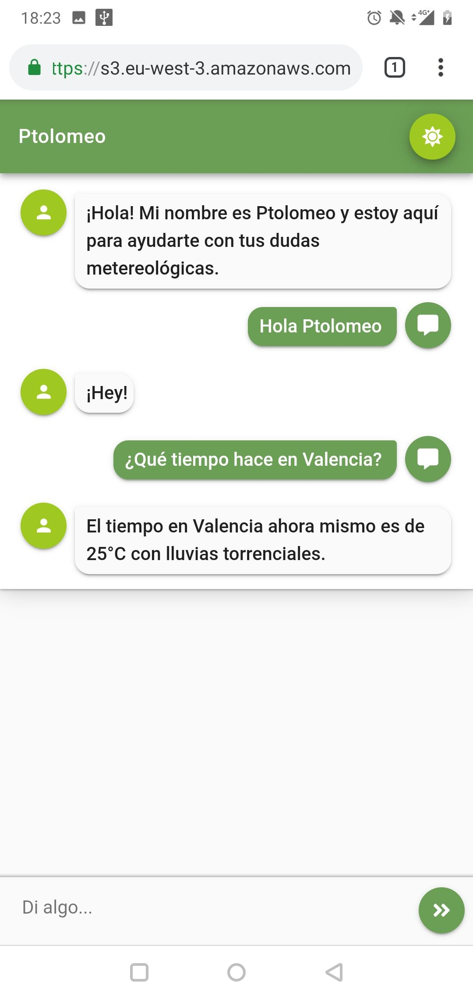 18:23
4G+
ttps://s3.eu-west-3.amazonaws.com
1
Ptolomeo
¡Hola! Mi nombre es Ptolomeo y estoy aquí
para ayudarte con tus dudas
metereológicas.
Hola Ptolomeo
¡Hey!
¿Qué tiempo hace en Valencia?
El tiempo en Valencia ahora mismo es de
25°C con lluvias torrenciales.
Di algo...